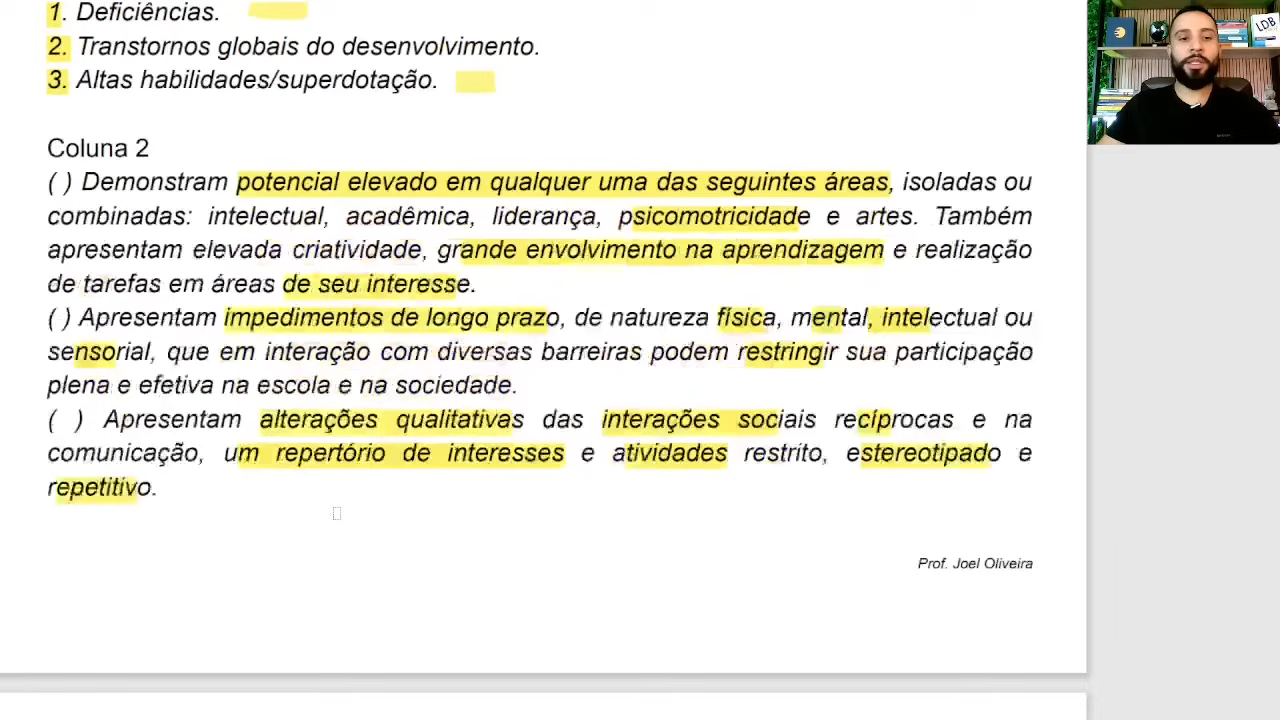 1. Deficiências.
2. Transtornos globais do desenvolvimento.
3. Altas habilidades/superdotação.
Coluna 2
( ) Demonstram potencial elevado em qualquer uma das seguintes áreas, isoladas ou
combinadas: intelectual, acadêmica, liderança, psicomotricidade e artes. Também
apresentam elevada criatividade, grande envolvimento na aprendizagem e realização
de tarefas em áreas de seu interesse.
( ) Apresentam impedimentos de longo prazo, de natureza física, mental, intelectual ou
sensorial, que em interação com diversas barreiras podem restringir sua participação
plena e efetiva na escola e na sociedade.
( ) Apresentam alterações qualitativas das interações sociais recíprocas e na
comunicação, um repertório de interesses e atividades restrito, estereotipado e
repetitivo.
Prof. Joel Oliveira
LDB